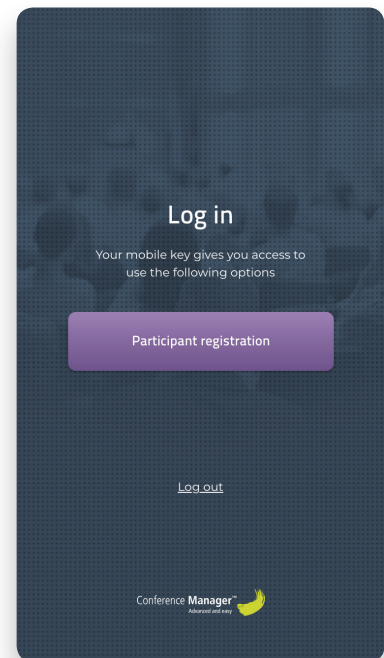 Log in
Your mobile key gives you access to
use the following options
Participant registration
Log out
Conference Manager™
Advanced and easy